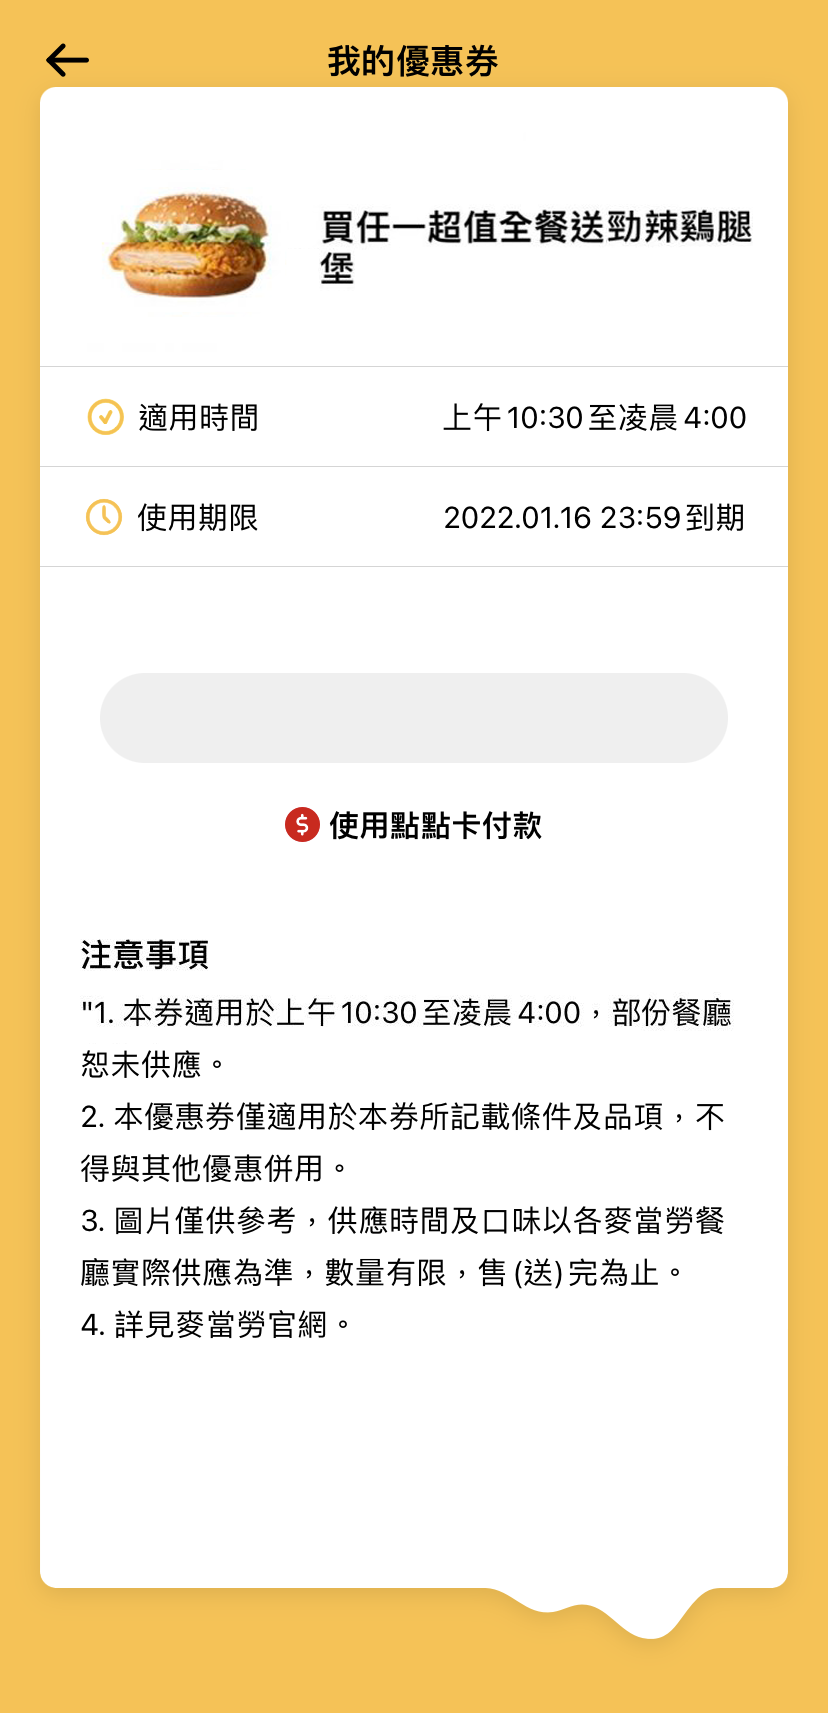 我的優惠券
買任一超值全餐送勁辣鷄腿
堡
適用時間
上午10:30至凌晨4:00
使用期限
2022.01.16 23:59到期
使用點點卡付款
注意事項
"1. 本券適用於上午10:30至凌晨4:00，部份餐廳
恕未供應。
2. 本優惠券僅適用於本券所記載條件及品項，不
得與其他優惠併用。
3. 圖片僅供參考，供應時間及口味以各麥當勞餐
廳實際供應為準，數量有限，售(送)完為止。
4. 詳見麥當勞官網。